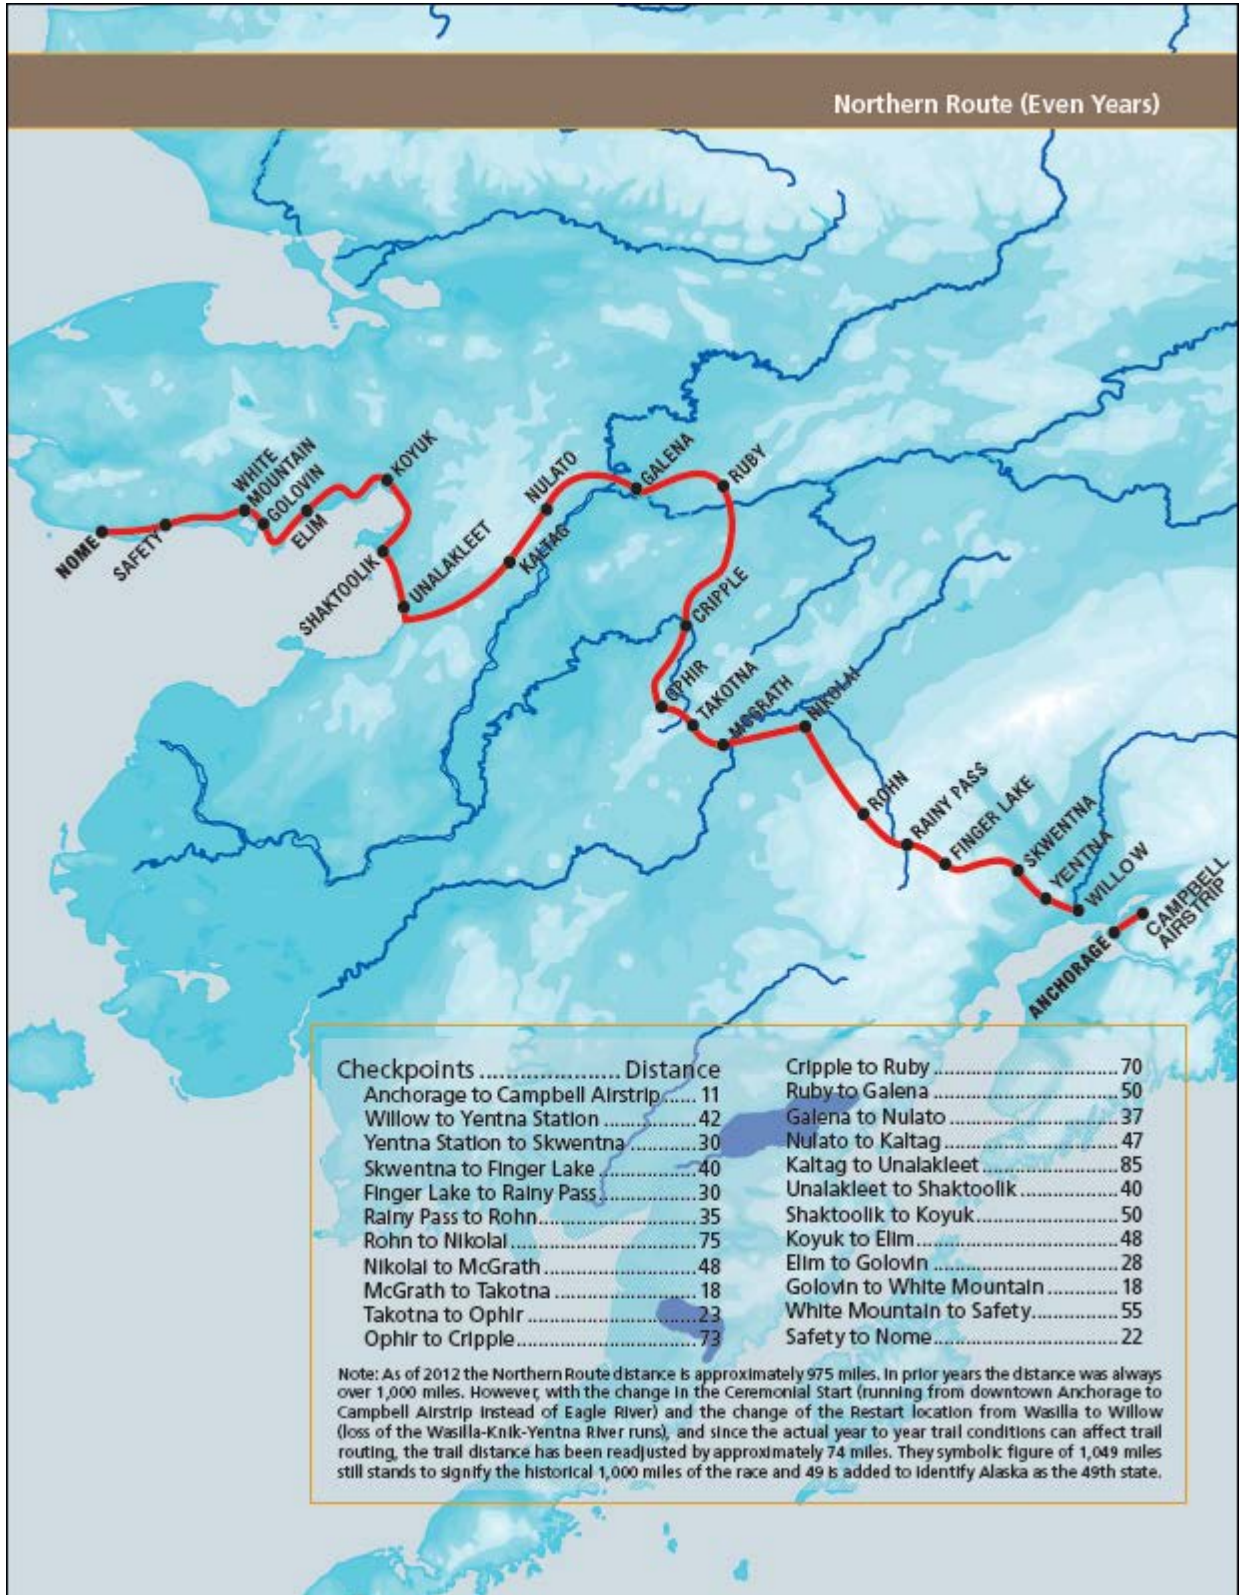 Northern Route (Even Years)
NOME
SAFETY
WHITE
MOUNTAIN
GOLOVIN
ELIM
KOYUK
SHAKTOOLIK
UNALAKLEET
KALTAG
NULATO
GALENA
RUBY
CRIPPLE
OPHIR
TAKOTNA
MCGRATH
NIKOLAI
ROHN
RAINY PASS
FINGER LAKE
SKWENTNA
YENTNA
WILLOW
CAMPBELL
AIRSTRIP
ANCHORAGE
Checkpoints ..................... Distance
Anchorage to Campbell Airstrip...... 11
Willow to Yentna Station .................42
Yentna Station to Skwentna.............30
Skwentna to Finger Lake ..................40
Finger Lake to Rainy Pass..................30
Rainy Pass to Rohn.............................35
Rohn to Nikolai..................................75
Nikolai to McGrath............................48
McGrath to Takotna ..........................18
Takotna to Ophir ...............................23
Ophir to Cripple.................................73
Cripple to Ruby ..................................70
Ruby to Galena ..................................50
Galena to Nulato ...............................37
Nulato to Kaltag................................47
Kaltag to Unalakleet.........................85
Unalakleet to Shaktoolik..................40
Shaktoolik to Koyuk..........................50
Koyuk to Elim.....................................48
Elim to Golovin ..................................28
Golovin to White Mountain .............18
White Mountain to Safety................55
Safety to Nome..................................22
Note: As of 2012 the Northern Route distance is approximately 975 miles. In prior years the distance was always
over 1,000 miles. However, with the change in the Ceremonial Start (running from downtown Anchorage to
Campbell Airstrip instead of Eagle River) and the change of the Restart location from Wasilla to Willow
(loss of the Wasilla-Knik-Yentna River runs), and since the actual year to year trail conditions can affect trail
routing, the trail distance has been readjusted by approximately 74 miles. They symbolic figure of 1,049 miles
still stands to signify the historical 1,000 miles of the race and 49 is added to identify Alaska as the 49th state.